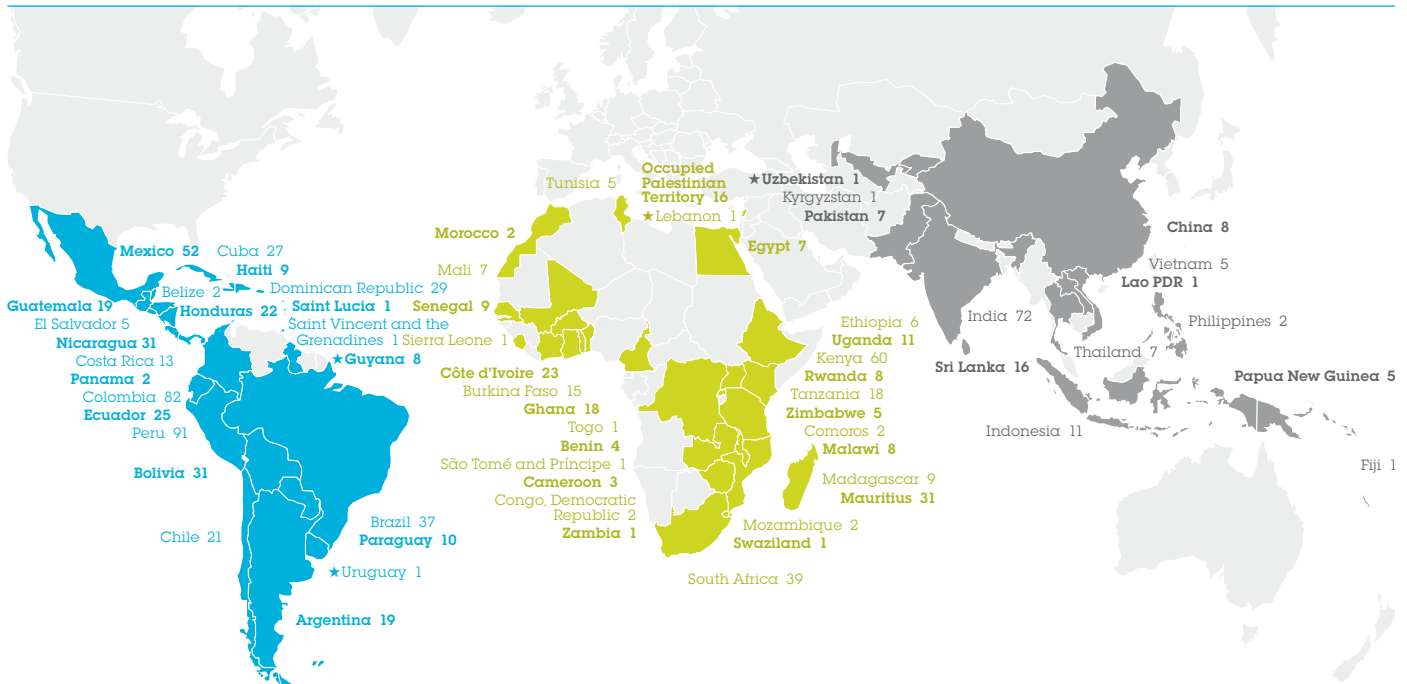 Mexico 52
Cuba 27
Haiti 9
Dominican Republic 29
Belize 2
Guatemala 19
Honduras 22
Saint Lucia 1
El Salvador 5
Saint Vincent and the
Grenadines 1
Nicaragua 31
Costa Rica 13
★Guyana 8
Panama 2
Colombia 82
Ecuador 25
Peru 91
Bolivia 31
Brazil 37
Chile 21
Paraguay 10
★Uruguay 1
Argentina 19
Tunisia 5
Occupied
Palestinian
Territory 16
★Lebanon 1
Morocco 2
Egypt 7
Mali 7
Senegal 9
Sierra Leone 1
Côte d'Ivoire 23
Burkina Faso 15
Ghana 18
Togo 1
Benin 4
São Tomé and Príncipe 1
Cameroon 3
Congo, Democratic
Republic 2
Zambia 1
Ethiopia 6
Uganda 11
Kenya 60
Rwanda 8
Tanzania 18
Zimbabwe 5
Comoros 2
Malawi 8
Madagascar 9
Mauritius 31
Mozambique 2
Swaziland 1
South Africa 39
★Uzbekistan 1
Kyrgyzstan 1
Pakistan 7
China 8
Vietnam 5
Lao PDR 1
India 72
Philippines 2
Thailand 7
Sri Lanka 16
Papua New Guinea 5
Indonesia 11
Fiji 1